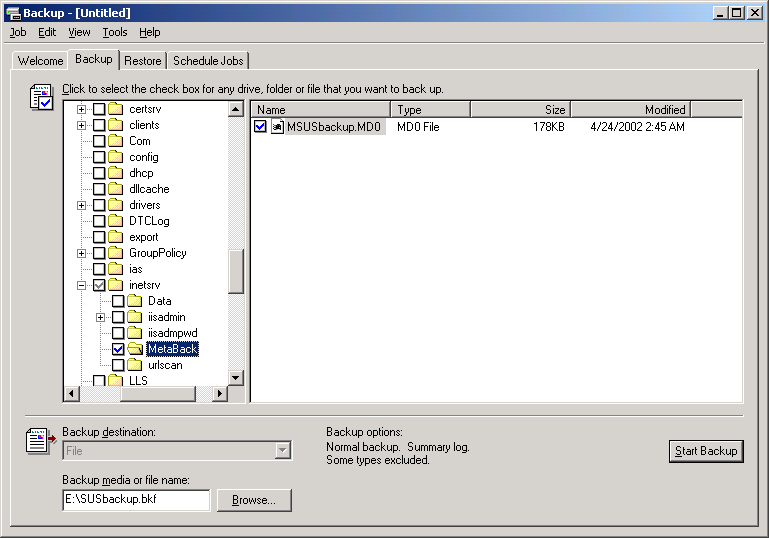 Backup - [Untitled]
Job Edit View Tools Help
Welcome Backup Restore Schedule Jobs
Click to select the check box for any drive, folder or file that you want to back up.
certsrv
clients
Com
config
dhcp
dllcache
drivers
DTCLog
export
GroupPolicy
ias
inetsrv
Data
iisadmin
iisadmpwd
MetaBack
urlscan
LLS
Name Type Size Modified
MSUSbackup.MD0 MD0 File 178KB 4/24/2002 2:45 AM
Backup destination:
File
Backup media or file name:
E:\SUSbackup.bkf
Browse...
Backup options:
Normal backup. Summary log.
Some types excluded.
Start Backup